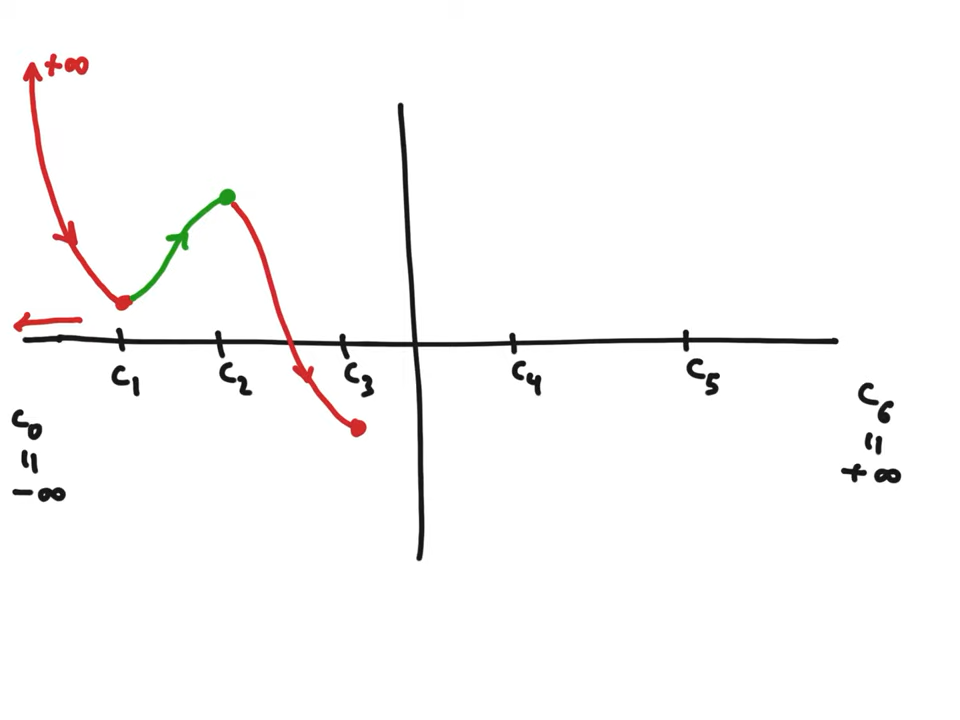 +∞
C₁ C₂ C₃ C₄ C₅
C₀
=
-∞
C₆
=
+∞